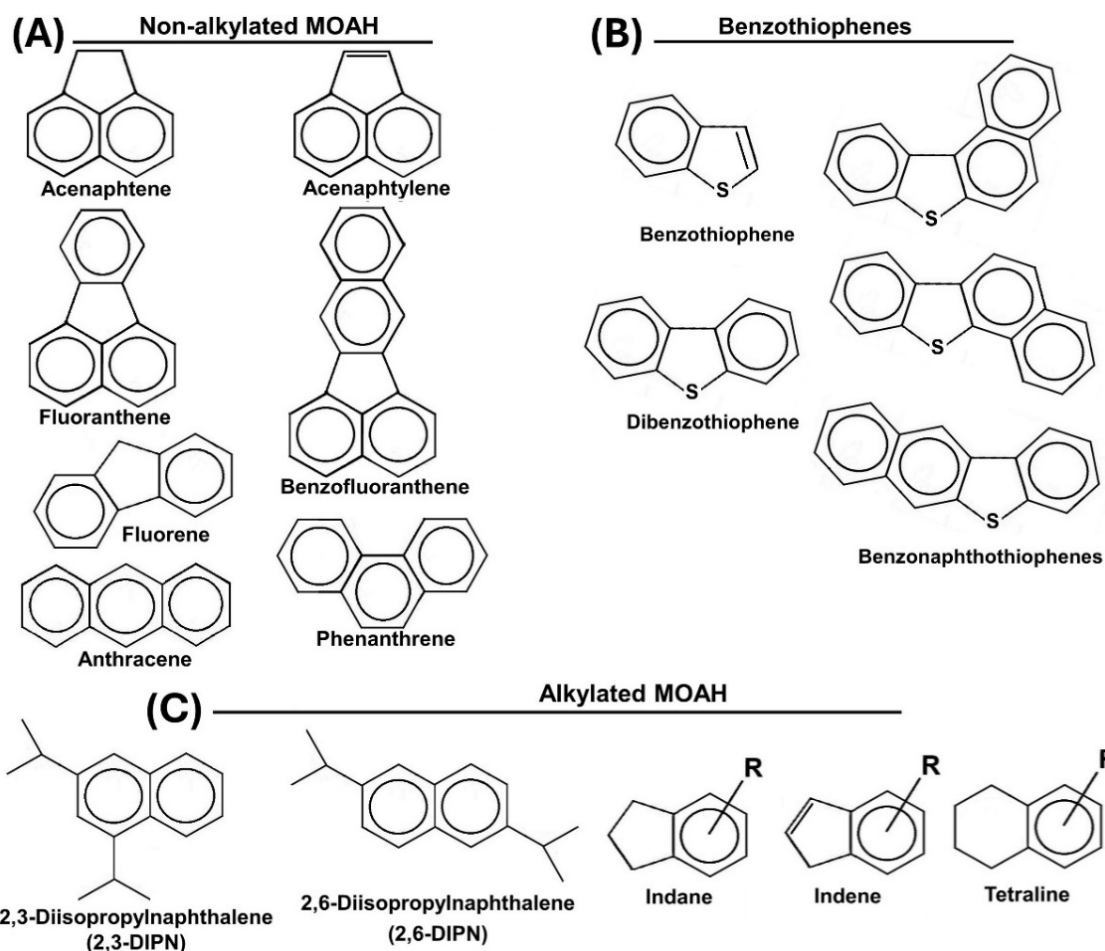 (A)
Non-alkylated MOAH
Acenaphtene
Acenaphtylene
Fluoranthene
Benzofluoranthene
Fluorene
Anthracene
Phenanthrene
(B)
Benzothiophenes
S
Benzothiophene
S
S
Dibenzothiophene
S
S
Benzonaphthothiophenes
(C)
Alkylated MOAH
2,3-Diisopropylnaphthalene
(2,3-DIPN)
2,6-Diisopropylnaphthalene
(2,6-DIPN)
R
Indane
R
Indene
Tetraline